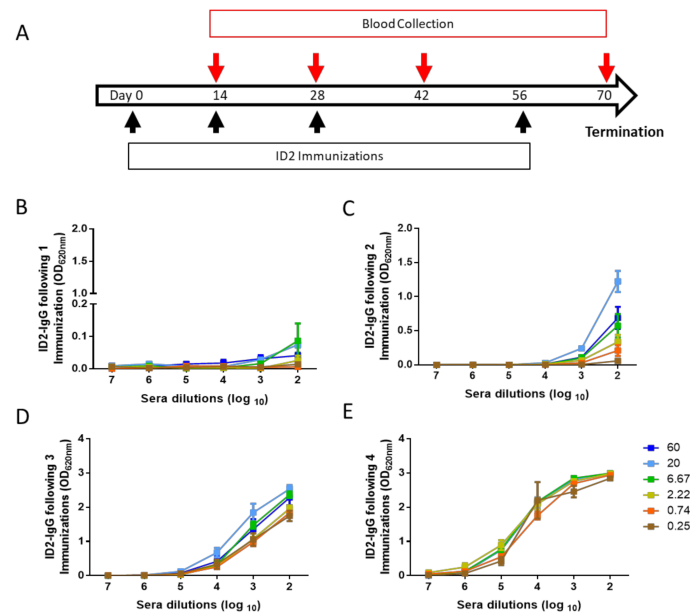 A
Blood Collection
Day 0 14 28 42 56 70
Termination
ID2 Immunizations
B
ID2-IgG following 1
Immunization (OD620nm)
2.0
1.5
1.0
0.2
0.1
0.0
7 6 5 4 3 2
Sera dilutions (log 10)
C
ID2-IgG following 2
Immunization (OD620nm)
2.0
1.5
1.0
0.5
0.0
7 6 5 4 3 2
Sera dilutions (log 10)
D
ID2-IgG following 3
Immunizations (OD620nm)
4
3
2
1
0
7 6 5 4 3 2
Sera dilutions (log 10)
E
ID2-IgG following 4
Immunizations (OD620nm)
4
3
2
1
0
7 6 5 4 3 2
Sera dilutions (log 10)
60
20
6.67
2.22
0.74
0.25